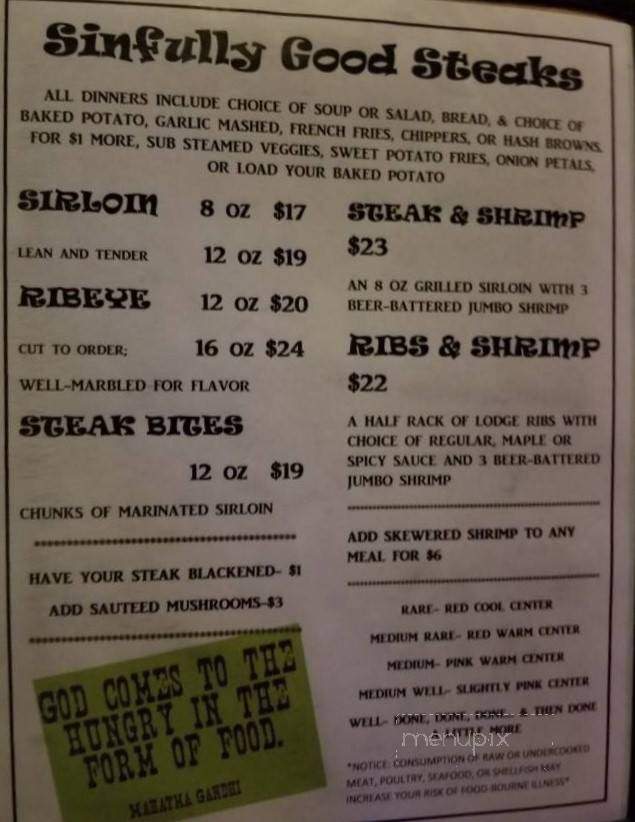 Sinfully Good Steaks
ALL DINNERS INCLUDE CHOICE OF SOUP OR SALAD, BREAD, & CHOICE OF
BAKED POTATO, GARLIC MASHED, FRENCH FRIES, CHIPPERS, OR HASH BROWNS.
FOR $1 MORE, SUB STEAMED VEGGIES, SWEET POTATO FRIES, ONION PETALS,
OR LOAD YOUR BAKED POTATO
SIRLOIN 8 OZ $17
LEAN AND TENDER 12 OZ $19
RIBEYE 12 OZ $20
CUT TO ORDER; 16 OZ $24
WELL-MARBLED FOR FLAVOR
STEAK BITES
12 OZ $19
CHUNKS OF MARINATED SIRLOIN
HAVE YOUR STEAK BLACKENED- $1
ADD SAUTEED MUSHROOMS-$3
GOD COMES TO THE
HUNGRY IN THE
FORM OF FOOD.
MAHATMA GANDHI
STEAK & SHRIMP
$23
AN 8 OZ GRILLED SIRLOIN WITH 3
BEER-BATTERED JUMBO SHRIMP
RIBS & SHRIMP
$22
A HALF RACK OF LODGE RIBS WITH
CHOICE OF REGULAR, MAPLE OR
SPICY SAUCE AND 3 BEER-BATTERED
JUMBO SHRIMP
ADD SKEWERED SHRIMP TO ANY
MEAL FOR $6
RARE- RED COOL CENTER
MEDIUM RARE- RED WARM CENTER
MEDIUM- PINK WARM CENTER
MEDIUM WELL- SLIGHTLY PINK CENTER
WELL- DONE, DONE, DONE... & THEN DONE
A LITTLE MORE
menupix
*NOTICE: CONSUMPTION OF RAW OR UNDERCOOKED
MEAT, POULTRY, SEAFOOD, OR SHELLFISH MAY
INCREASE YOUR RISK OF FOOD-BOURNE ILLNESS*